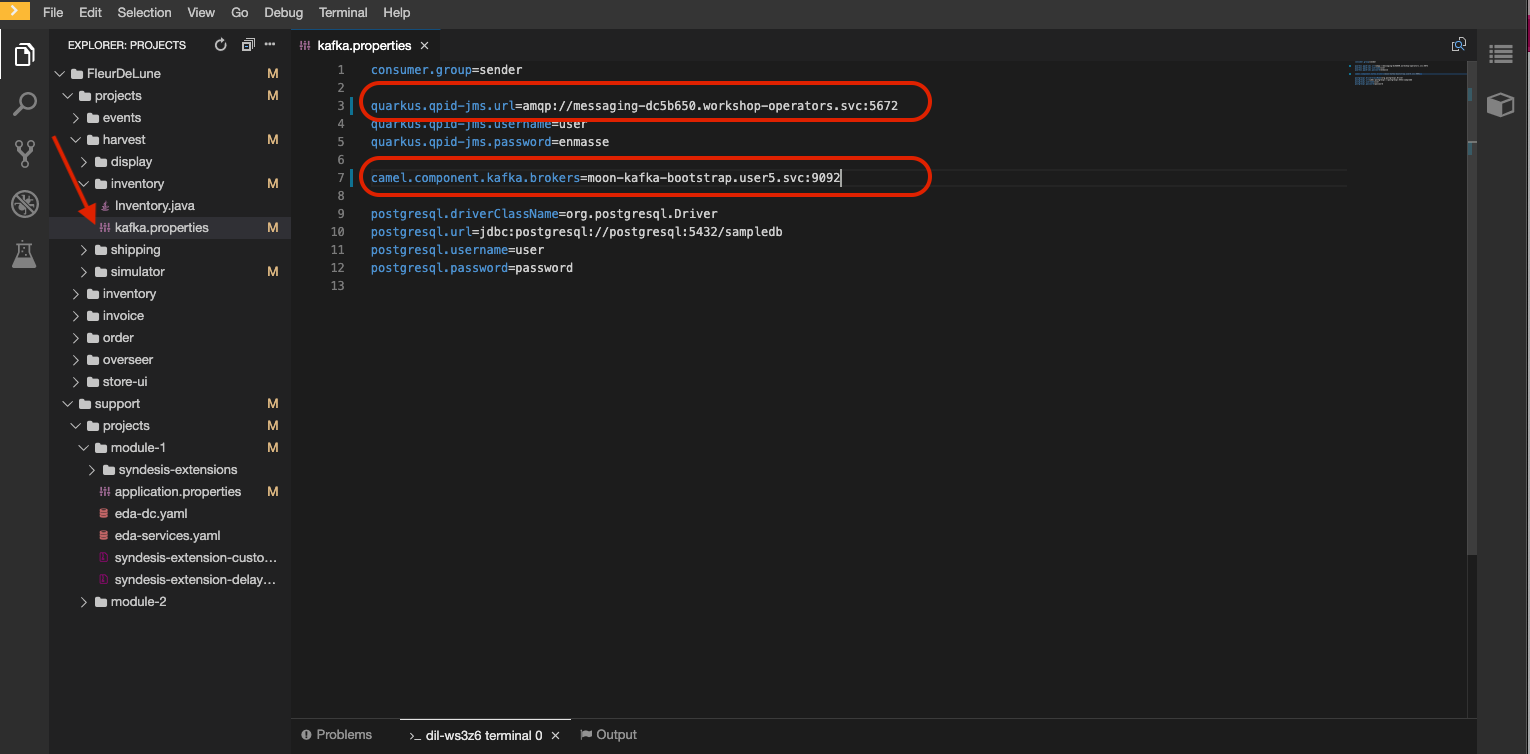 File Edit Selection View Go Debug Terminal Help
EXPLORER: PROJECTS
FleurDeLune M
projects M
events
harvest M
display
inventory M
Inventory.java
kafka.properties M
shipping
simulator M
inventory
invoice
order
overseer
store-ui
support M
projects M
module-1 M
syndesis-extensions
application.properties M
eda-dc.yaml
eda-services.yaml
syndesis-extension-custo...
syndesis-extension-delay...
module-2
kafka.properties ×
1 consumer.group=sender
2
3 quarkus.qpid-jms.url=amqp://messaging-dc5b650.workshop-operators.svc:5672
4 quarkus.qpid-jms.username=user
5 quarkus.qpid-jms.password=enmasse
6
7 camel.component.kafka.brokers=moon-kafka-bootstrap.user5.svc:9092
8
9 postgresql.driverClassName=org.postgresql.Driver
10 postgresql.url=jdbc:postgresql://postgresql:5432/sampledb
11 postgresql.username=user
12 postgresql.password=password
13
Problems >_ dil-ws3z6 terminal 0 × Output